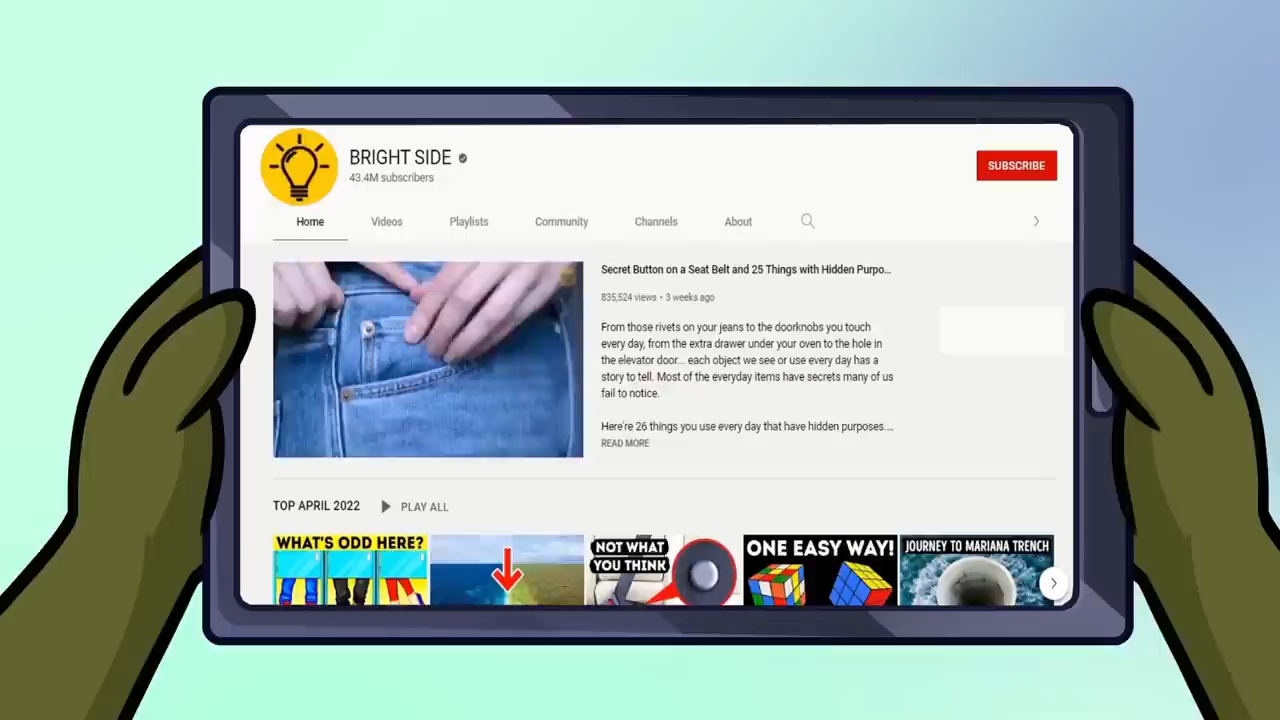 BRIGHT SIDE
43.4M subscribers
SUBSCRIBE
Home Videos Playlists Community Channels About
Secret Button on a Seat Belt and 25 Things with Hidden Purpo...
835,524 views • 3 weeks ago
From those rivets on your jeans to the doorknobs you touch
every day, from the extra drawer under your oven to the hole in
the elevator door... each object we see or use every day has a
story to tell. Most of the everyday items have secrets many of us
fail to notice.
Here're 26 things you use every day that have hidden purposes...
READ MORE
TOP APRIL 2022 PLAY ALL
WHAT'S ODD HERE?
NOT WHAT
YOU THINK
ONE EASY WAY!
JOURNEY TO MARIANA TRENCH